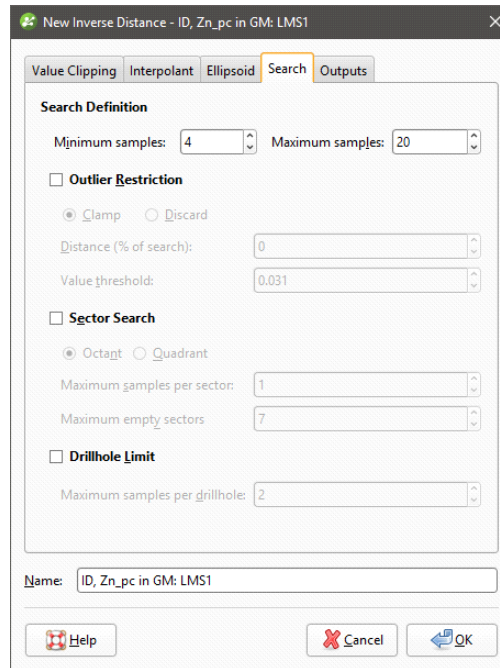 New Inverse Distance - ID, Zn_pc in GM: LMS1
Value Clipping Interpolant Ellipsoid Search Outputs
Search Definition
Minimum samples: 4 Maximum samples: 20
Outlier Restriction
Clamp Discard
Distance (% of search): 0
Value threshold: 0.031
Sector Search
Octant Quadrant
Maximum samples per sector: 1
Maximum empty sectors 7
Drillhole Limit
Maximum samples per drillhole: 2
Name: ID, Zn_pc in GM: LMS1
Help Cancel OK